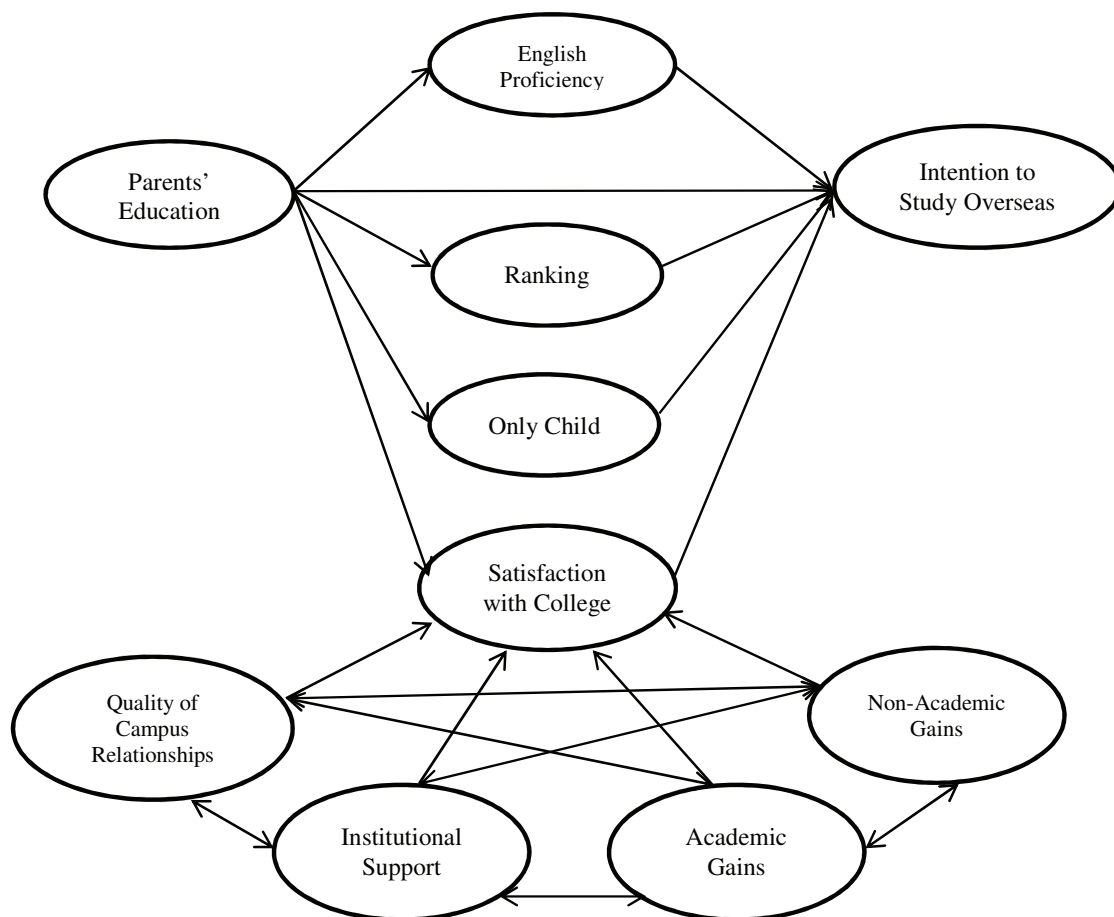 English
Proficiency
Parents’
Education
Intention to
Study Overseas
Ranking
Only Child
Satisfaction
with College
Quality of
Campus
Relationships
Non-Academic
Gains
Institutional
Support
Academic
Gains